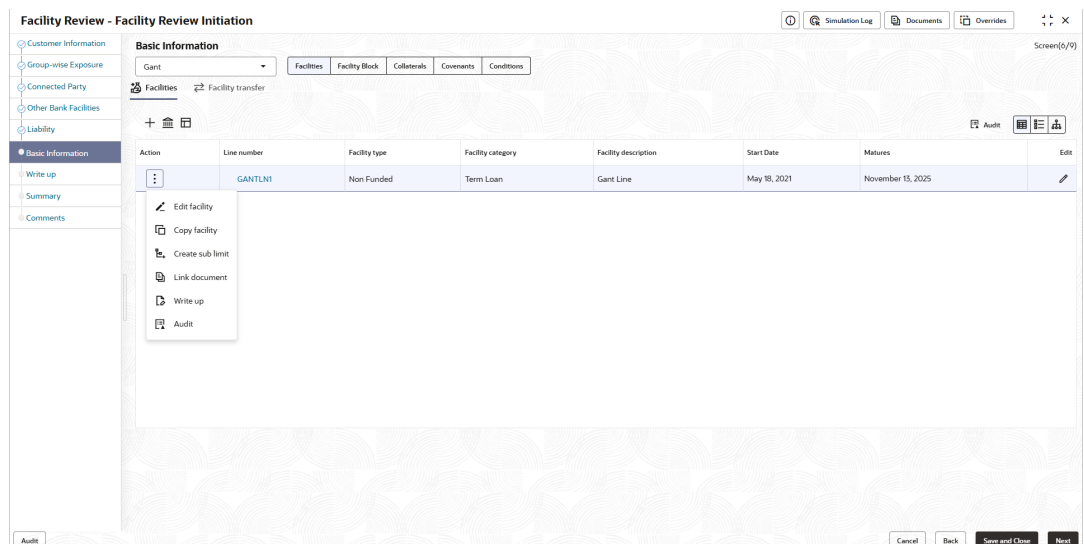 Facility Review - Facility Review Initiation
Simulation Log Documents Overrides
Customer Information
Group-wise Exposure
Connected Party
Other Bank Facilities
Liability
Basic Information
Write up
Summary
Comments
Basic Information Screen(6/9)
Gant Facilities Facility Block Collaterals Covenants Conditions
Facilities Facility transfer
Audit
Action Line number Facility type Facility category Facility description Start Date Matures Edit
GANTLN1 Non Funded Term Loan Gant Line May 18, 2021 November 13, 2025
Edit facility
Copy facility
Create sub limit
Link document
Write up
Audit
Audit Cancel Back Save and Close Next